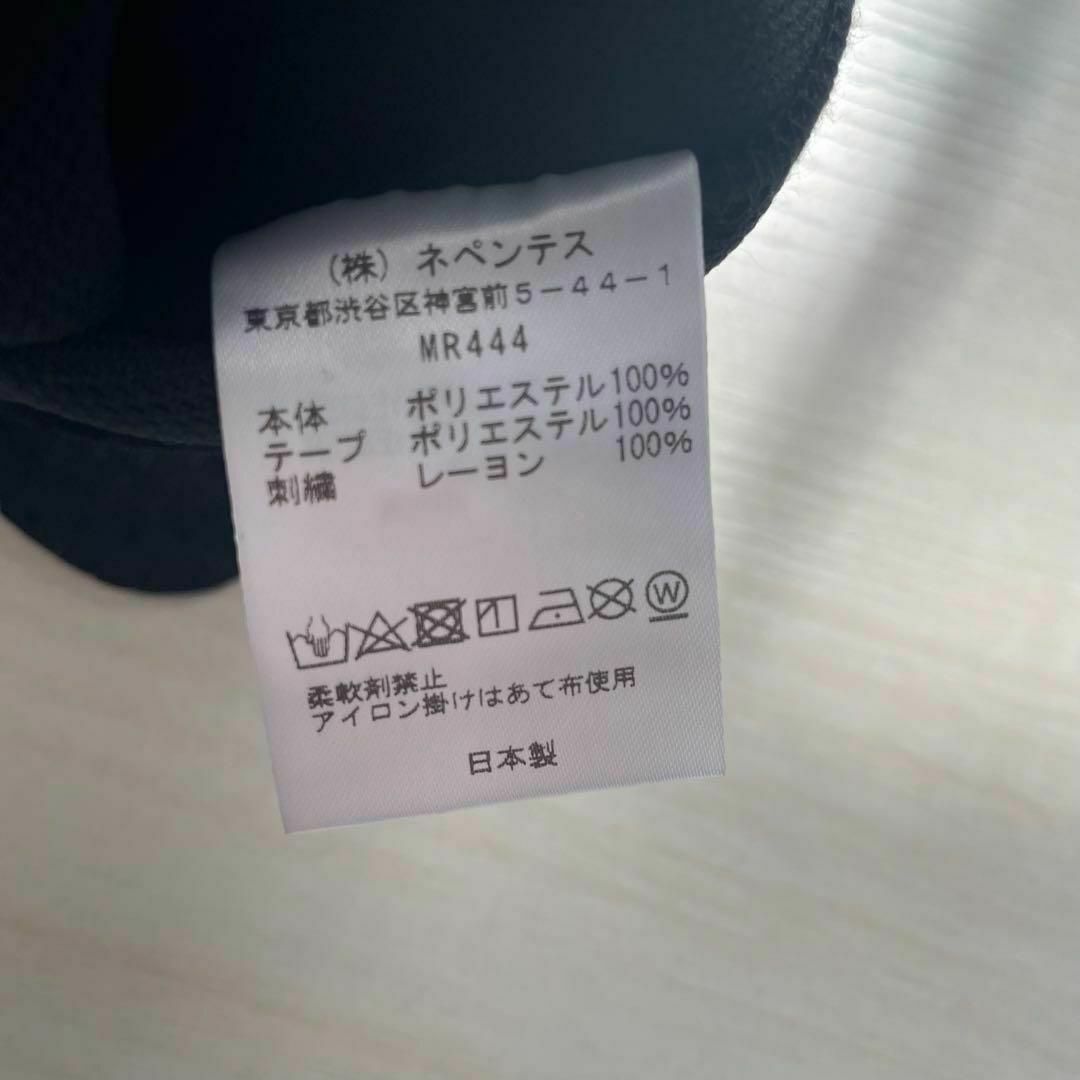 (株) ネペンテス
東京都渋谷区神宮前5-44-1
MR444
本体 ポリエステル100%
テープ ポリエステル100%
刺繍 レーヨン 100%
W
柔軟剤禁止
アイロン掛けはあて布使用
日本製